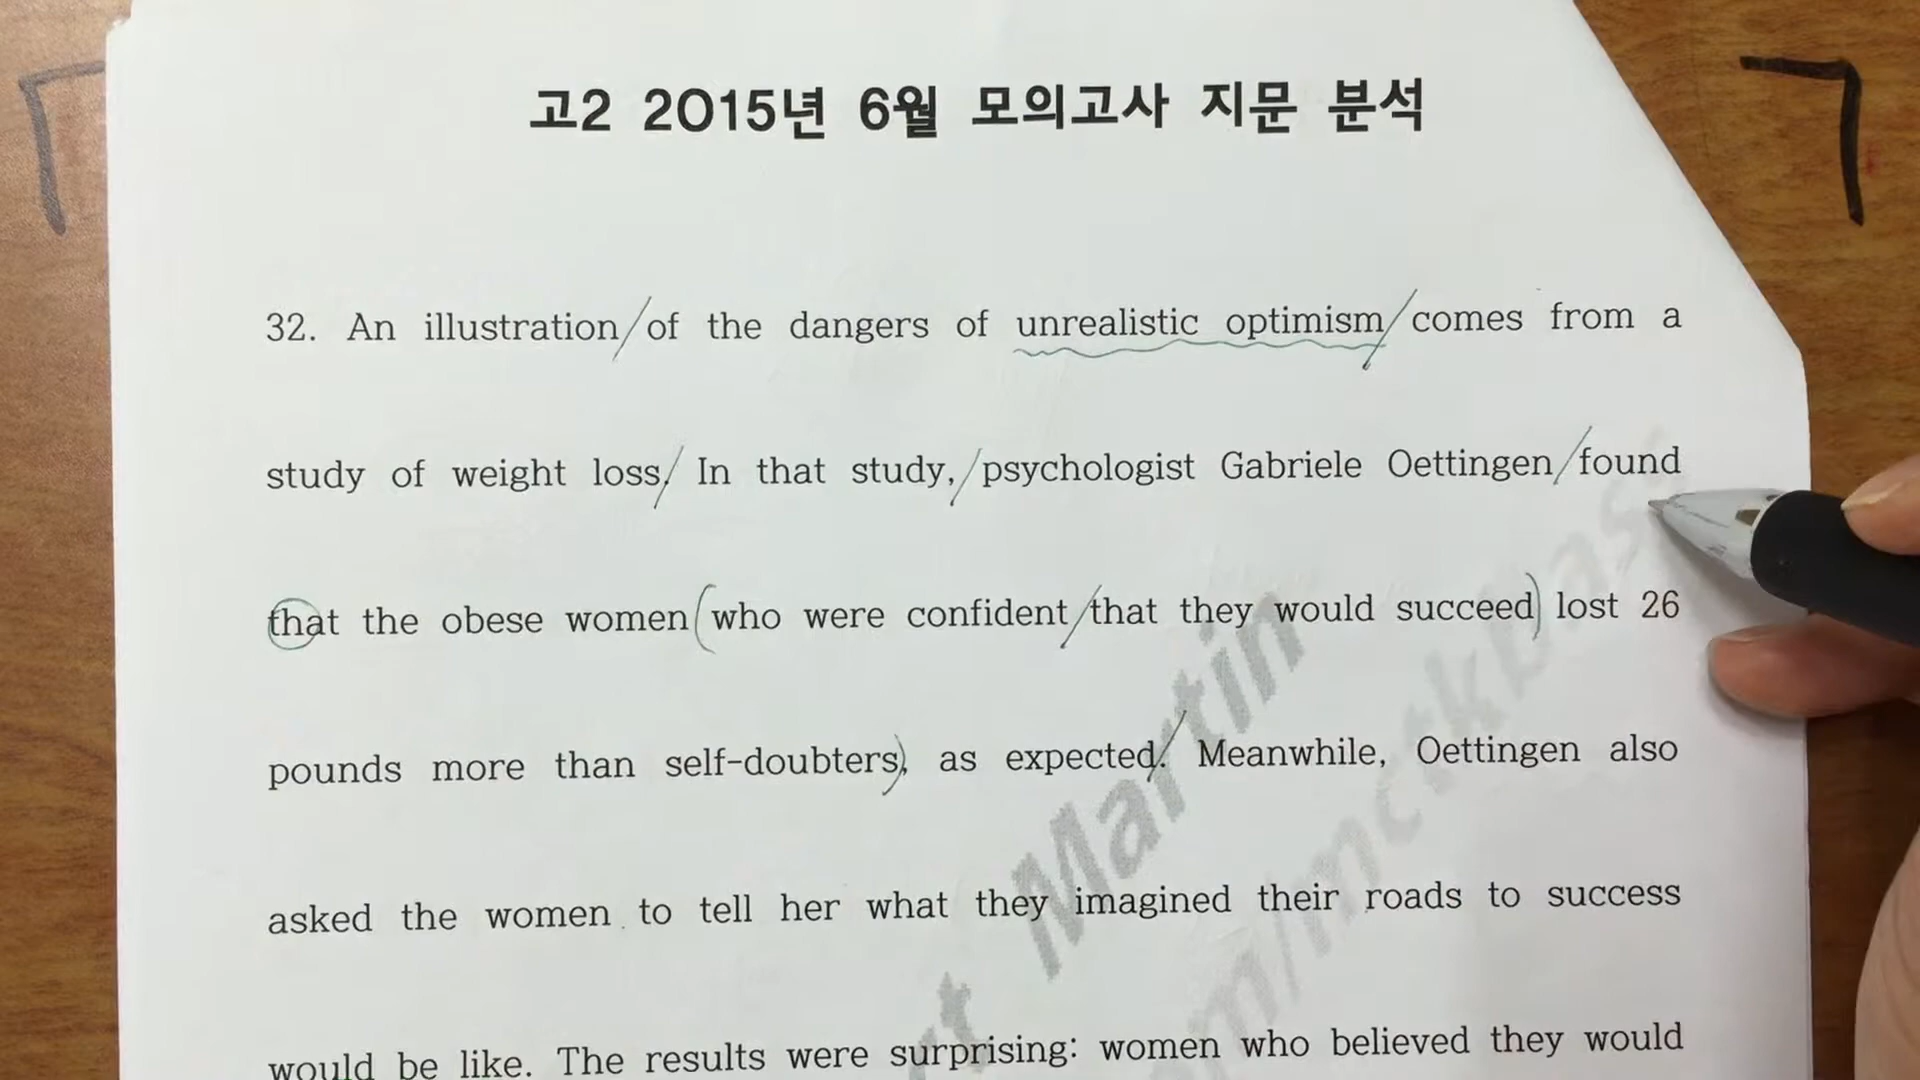 고2 2015년 6월 모의고사 지문 분석
32. An illustration of the dangers of unrealistic optimism comes from a
study of weight loss. In that study, psychologist Gabriele Oettingen found
that the obese women who were confident that they would succeed lost 26
pounds more than self-doubters, as expected. Meanwhile, Oettingen also
asked the women to tell her what they imagined their roads to success
would be like. The results were surprising: women who believed they would
Martin